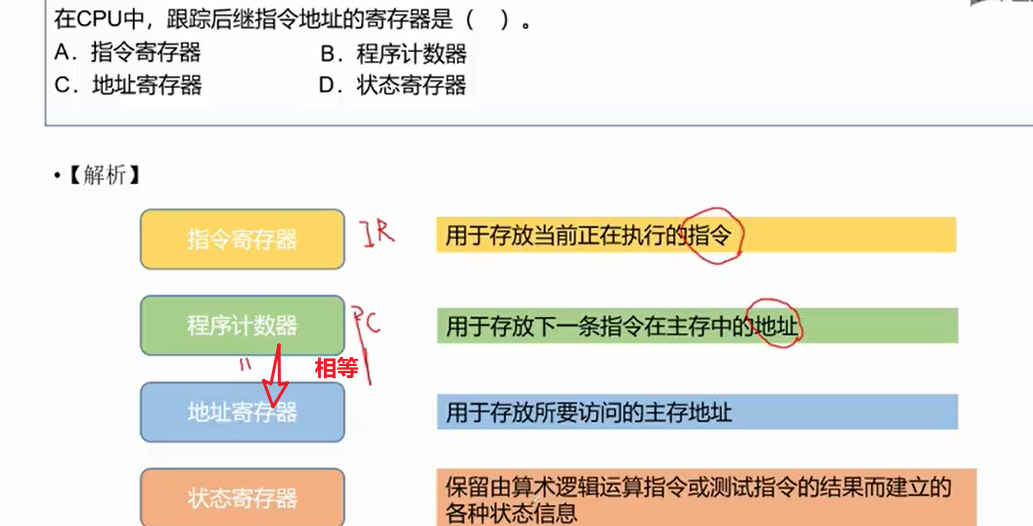 在CPU中，跟踪后继指令地址的寄存器是（ ）。
A．指令寄存器 B．程序计数器
C．地址寄存器 D．状态寄存器
•【解析】
指令寄存器 IR 用于存放当前正在执行的指令
程序计数器 PC 用于存放下一条指令在主存中的地址
相等
地址寄存器 用于存放所要访问的主存地址
状态寄存器 保留由算术逻辑运算指令或测试指令的结果而建立的
各种状态信息